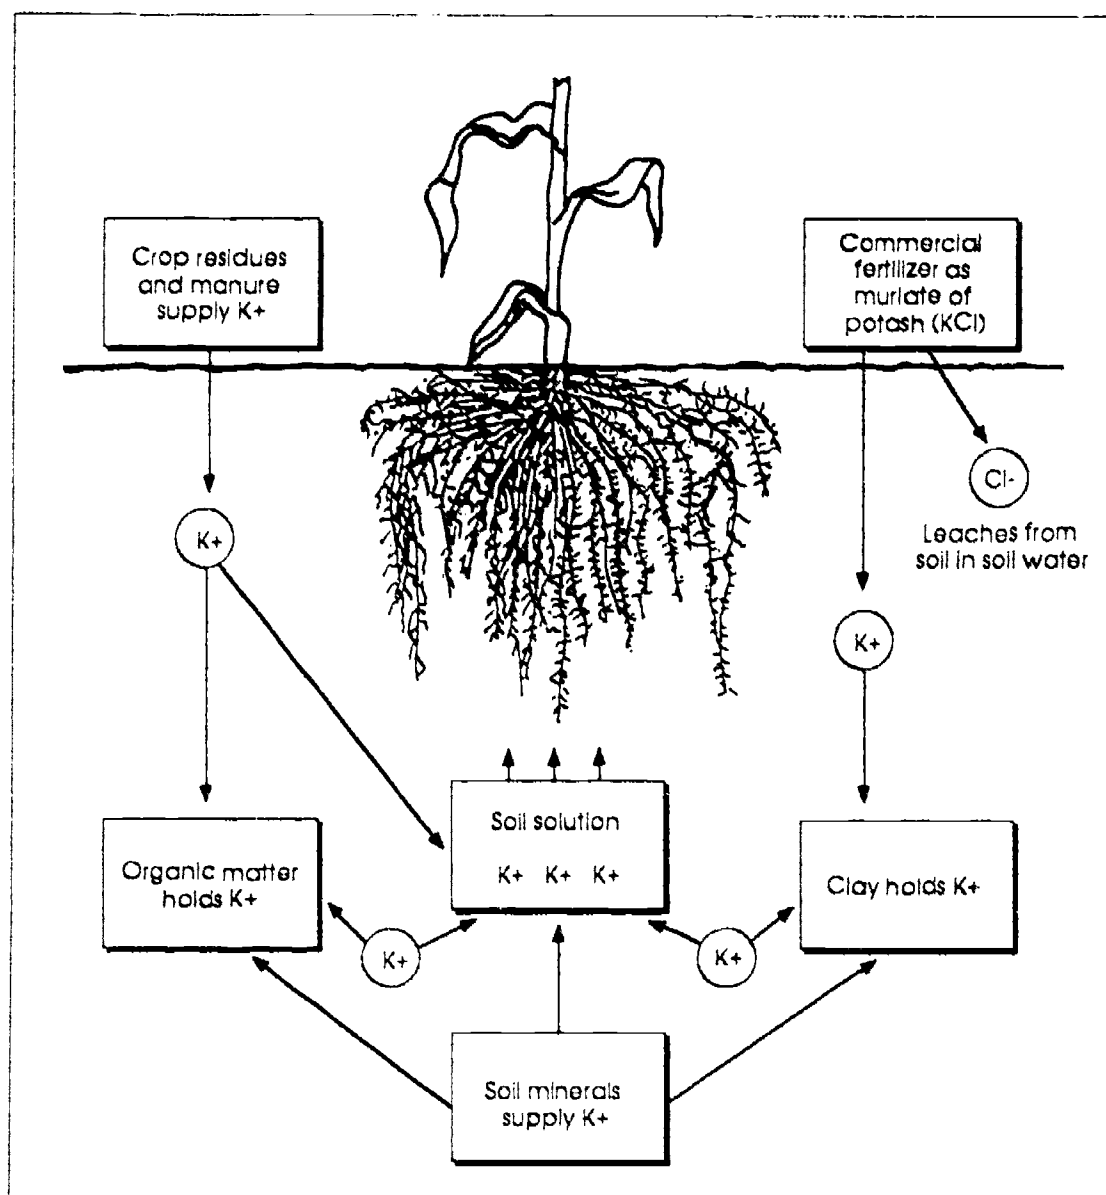 Crop residues
and manure
supply K+
Commercial
fertilizer as
muriate of
potash (KCl)
Cl-
Leaches from
soil in soil water
K+
K+
Organic matter
holds K+
Soil solution
K+ K+ K+
Clay holds K+
K+
K+
Soil minerals
supply K+